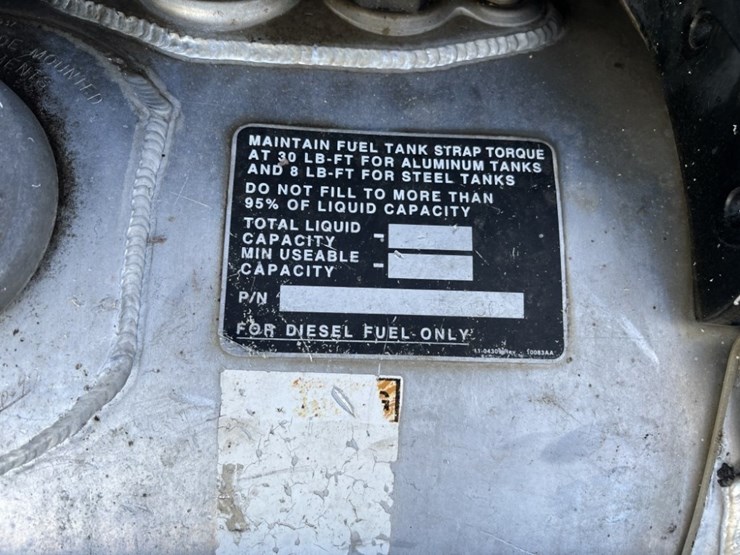 MOUNTED
MAINTAIN FUEL TANK STRAP TORQUE
AT 30 LB-FT FOR ALUMINUM TANKS
AND 8 LB-FT FOR STEEL TANKS
DO NOT FILL TO MORE THAN
95% OF LIQUID CAPACITY
TOTAL LIQUID
CAPACITY -
MIN USEABLE
CAPACITY -
P/N
FOR DIESEL FUEL ONLY